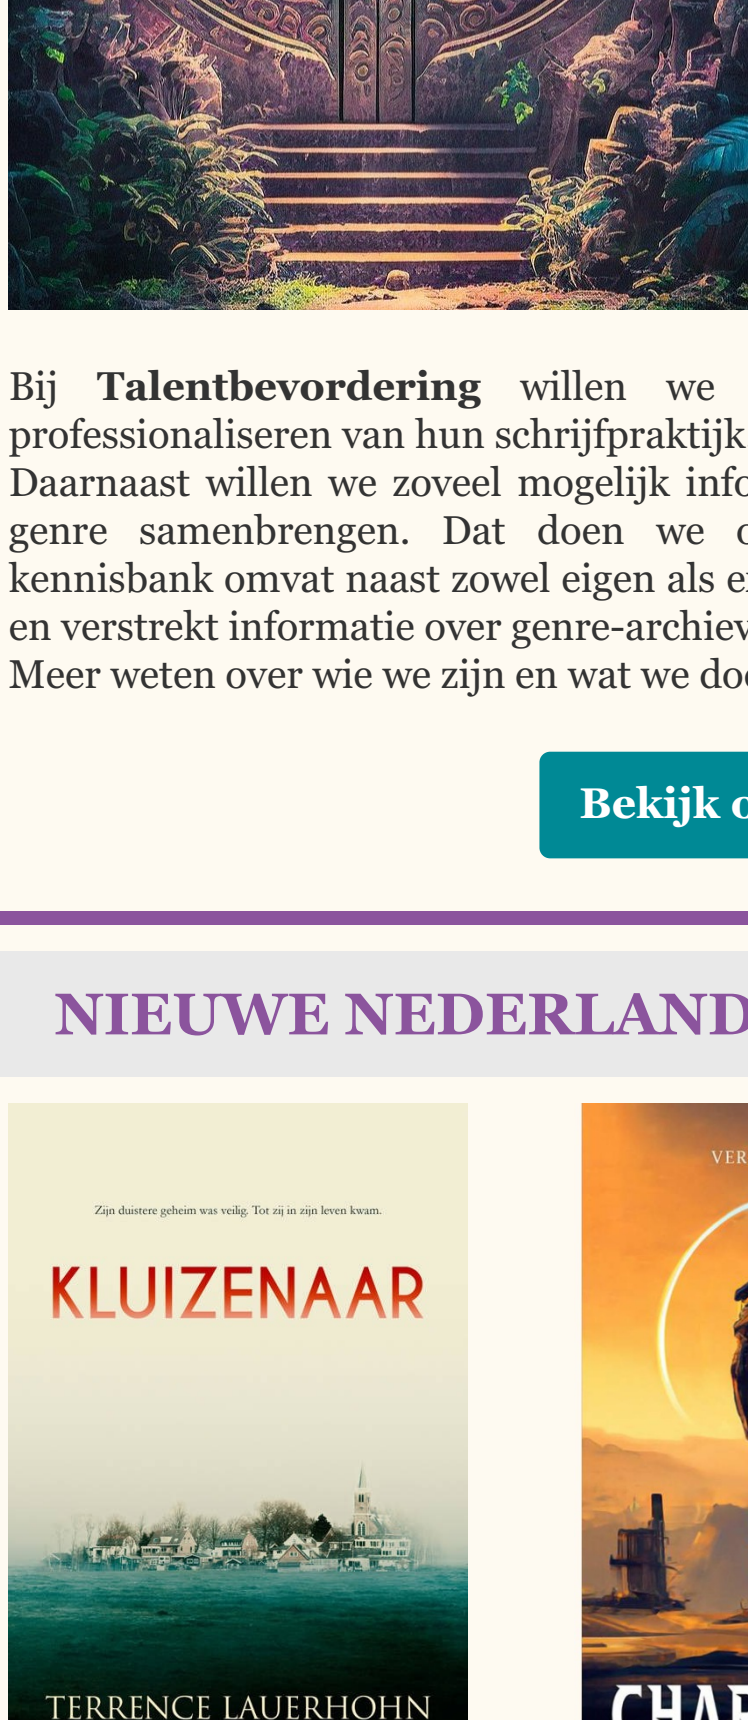 Bij Talentbevordering willen we
professionaliseren van hun schrijfpraktijk
Daarnaast willen we zoveel mogelijk info
genre samenbrengen. Dat doen we o
kennisbank omvat naast zowel eigen als e
en verstrekt informatie over genre-archiev
Meer weten over wie we zijn en wat we doe
Bekijk o
NIEUWE NEDERLAND
Zijn duistere geheim was veilig. Tot zij in zijn leven kwam.
KLUIZENAAR
TERRENCE LAUERHOHN
VER
CHAR